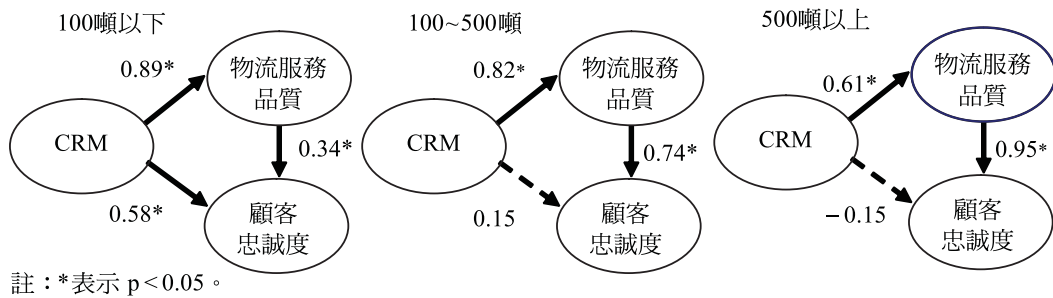 100噸以下
0.89*
物流服務
品質
CRM
0.34*
0.58*
顧客
忠誠度
100~500噸
0.82*
物流服務
品質
CRM
0.74*
0.15
顧客
忠誠度
500噸以上
0.61*
物流服務
品質
CRM
0.95*
−0.15
顧客
忠誠度
註：*表示 p<0.05。